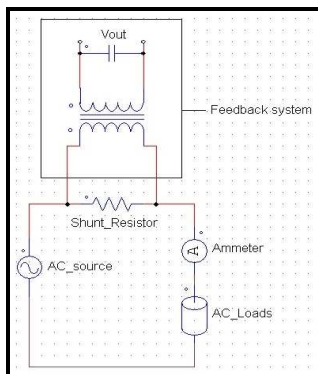 Vout
Feedback system
Shunt_Resistor
A
Ammeter
AC_source
AC_Loads